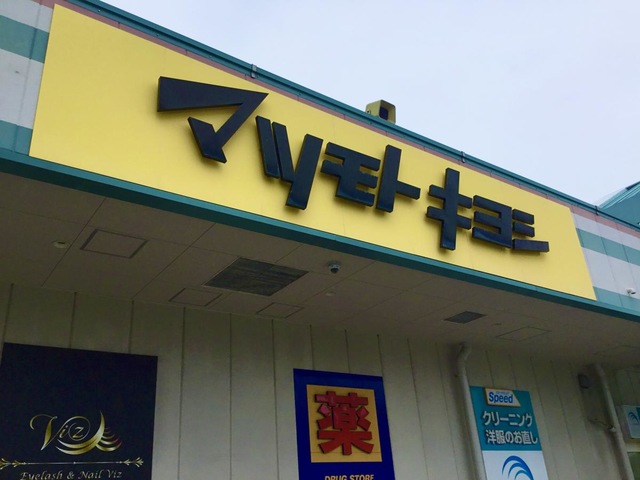 マツモトキヨシ
Viz
Eyelash & Nail Viz
薬
DRUG STORE
Speed
クリーニング
洋服のお直し